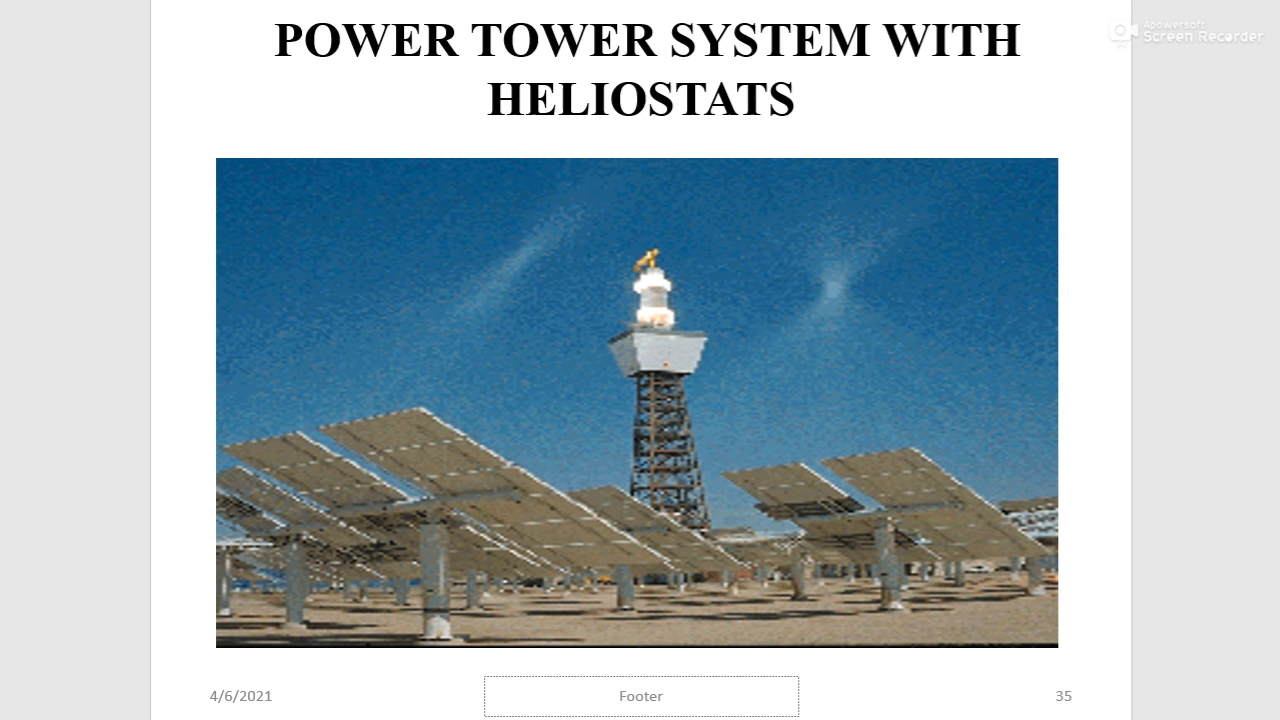 POWER TOWER SYSTEM WITH
HELIOSTATS
Apowersoft
Screen Recorder
4/6/2021
Footer
35